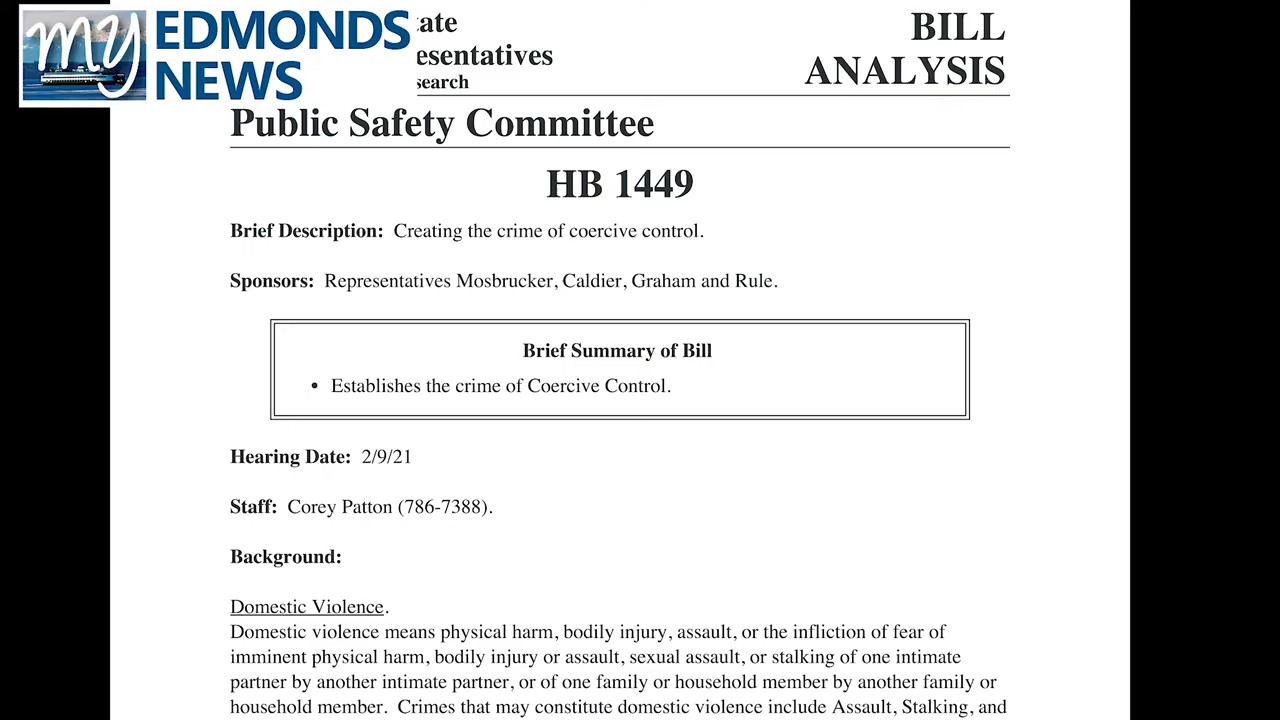 my EDMONDS
NEWS
ate
esentatives
search
BILL
ANALYSIS
Public Safety Committee
HB 1449
Brief Description: Creating the crime of coercive control.
Sponsors: Representatives Mosbrucker, Caldier, Graham and Rule.
Brief Summary of Bill
• Establishes the crime of Coercive Control.
Hearing Date: 2/9/21
Staff: Corey Patton (786-7388).
Background:
Domestic Violence.
Domestic violence means physical harm, bodily injury, assault, or the infliction of fear of
imminent physical harm, bodily injury or assault, sexual assault, or stalking of one intimate
partner by another intimate partner, or of one family or household member by another family or
household member. Crimes that may constitute domestic violence include Assault, Stalking, and